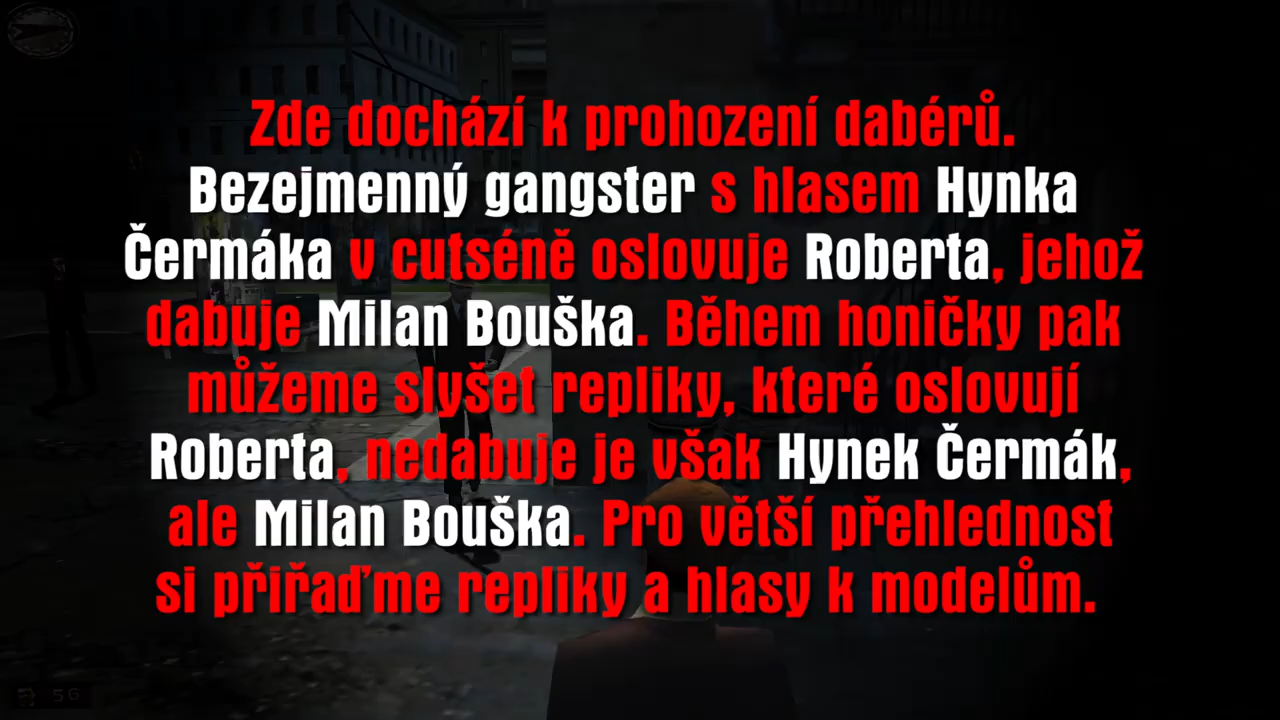 Zde dochází k prohození dabérů.
Bezejmenný gangster s hlasem Hynka
Čermáka v cutséně oslovuje Roberta, jehož
dabuje Milan Bouška. Během honičky pak
můžeme slyšet repliky, které oslovují
Roberta, nedabuje je však Hynek Čermák,
ale Milan Bouška. Pro větší přehlednost
si přiřaďme repliky a hlasy k modelům.
56